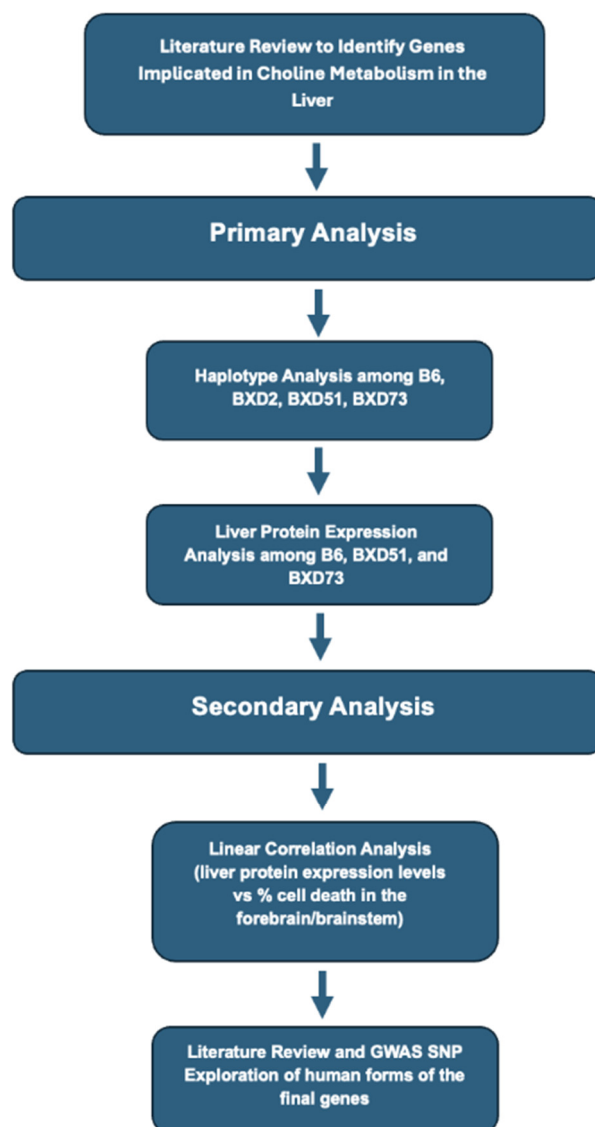 Literature Review to Identify Genes
Implicated in Choline Metabolism in the
Liver
Primary Analysis
Haplotype Analysis among B6,
BXD2, BXD51, BXD73
Liver Protein Expression
Analysis among B6, BXD51, and
BXD73
Secondary Analysis
Linear Correlation Analysis
(liver protein expression levels
vs % cell death in the
forebrain/brainstem)
Literature Review and GWAS SNP
Exploration of human forms of the
final genes